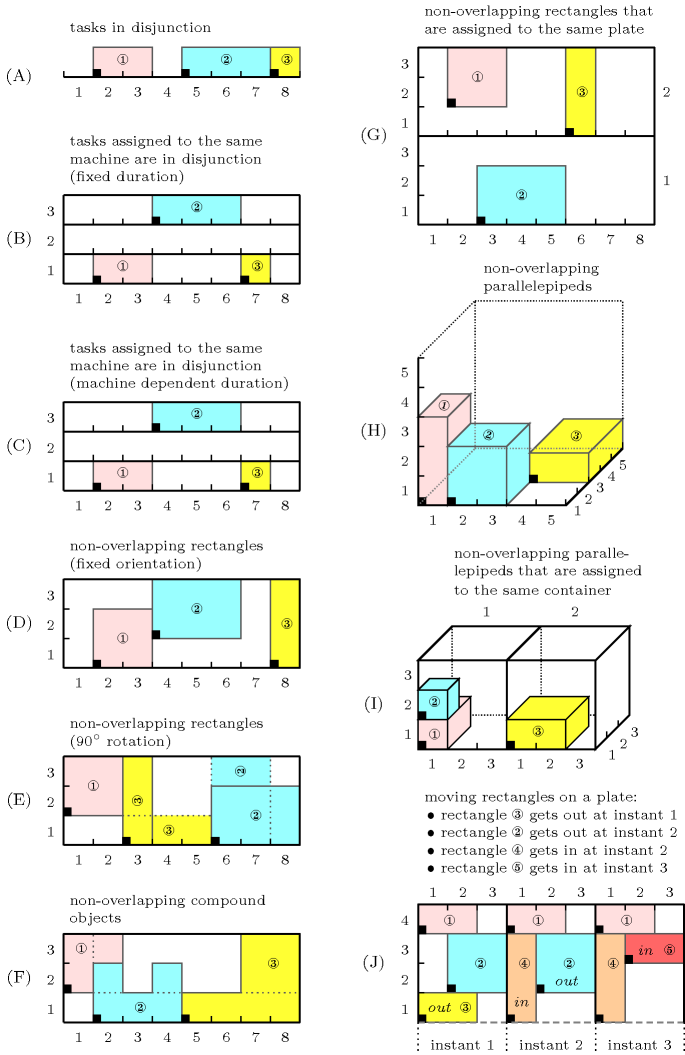 tasks in disjunction
(A)
① ② ③
1 2 3 4 5 6 7 8
tasks assigned to the same
machine are in disjunction
(fixed duration)
(B)
3 ②
2
1 ① ③
1 2 3 4 5 6 7 8
tasks assigned to the same
machine are in disjunction
(machine dependent duration)
(C)
3 ②
2
1 ① ③
1 2 3 4 5 6 7 8
non-overlapping rectangles
(fixed orientation)
(D)
3 ②
2 ① ③
1
1 2 3 4 5 6 7 8
non-overlapping rectangles
(90° rotation)
(E)
3 ① ②
2 ③ ②
1 ③
1 2 3 4 5 6 7 8
non-overlapping compound
objects
(F)
3 ① ③
2
1 ②
1 2 3 4 5 6 7 8
non-overlapping rectangles that
are assigned to the same plate
(G)
3 ①
2 ③ 2
1
3
2 ② 1
1
1 2 3 4 5 6 7 8
non-overlapping
parallelepipeds
(H)
5
4 ①
3 ② ③
2 5
1 4
3
2
1
1 2 3 4 5
non-overlapping paralle-
lepipeds that are assigned
to the same container
1 2
(I)
3
2 ②
1 ① ③ 3
2
1
1 2 3 1 2 3
moving rectangles on a plate:
● rectangle ③ gets out at instant 1
● rectangle ② gets out at instant 2
● rectangle ④ gets in at instant 2
● rectangle ⑤ gets in at instant 3
1 2 3 1 2 3 1 2 3
(J)
4 ① ① ①
3 ② ④ ② ④ in ⑤
2 out
1 out ③ in
instant 1 instant 2 instant 3